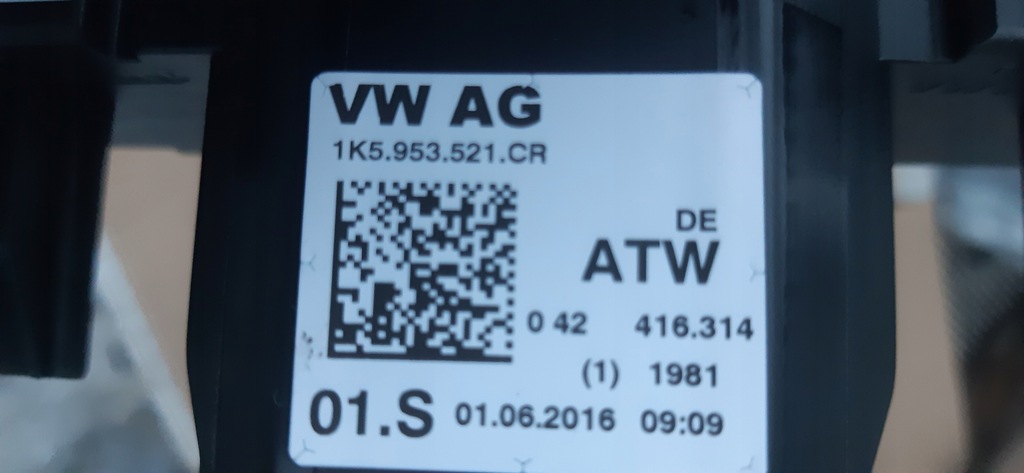 VW AG
1K5.953.521.CR
DE
ATW
0 42 416.314
(1) 1981
01.S 01.06.2016 09:09